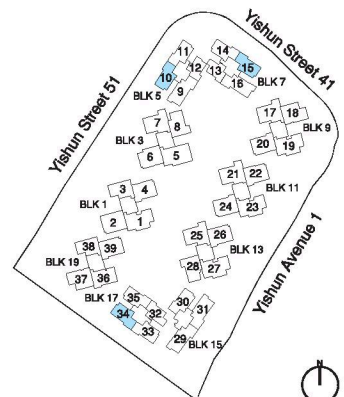 Yishun Street 41
Yishun Street 51
Yishun Avenue 1
11
10
12
9
BLK 5
14
15
13
16
BLK 7
7
8
BLK 3
6
5
17
18
BLK 9
20
19
3
4
BLK 1
2
1
21
22
BLK 11
24
23
38
39
BLK 19
37
36
25
26
BLK 13
28
27
BLK 17
35
34
32
33
30
31
29
BLK 15
N